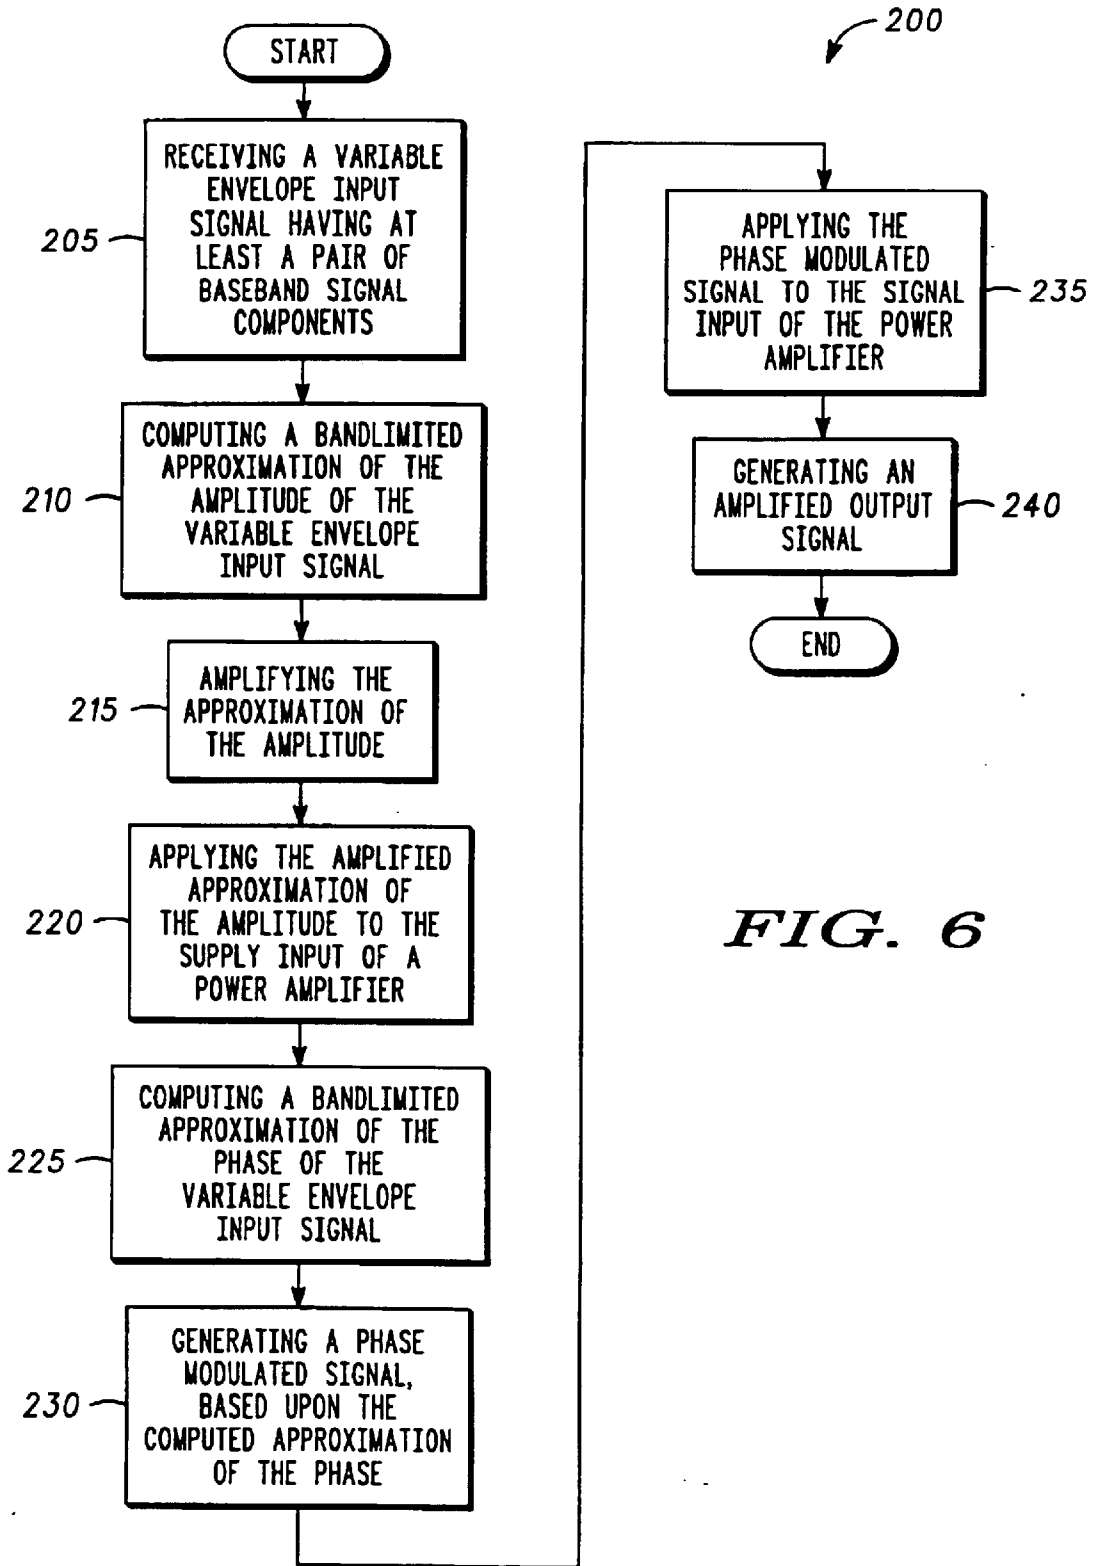 200
START
RECEIVING A VARIABLE
ENVELOPE INPUT
SIGNAL HAVING AT
LEAST A PAIR OF
BASEBAND SIGNAL
COMPONENTS
205
COMPUTING A BANDLIMITED
APPROXIMATION OF THE
AMPLITUDE OF THE
VARIABLE ENVELOPE
INPUT SIGNAL
210
AMPLIFYING THE
APPROXIMATION OF
THE AMPLITUDE
215
APPLYING THE AMPLIFIED
APPROXIMATION OF
THE AMPLITUDE TO THE
SUPPLY INPUT OF A
POWER AMPLIFIER
220
COMPUTING A BANDLIMITED
APPROXIMATION OF THE
PHASE OF THE
VARIABLE ENVELOPE
INPUT SIGNAL
225
GENERATING A PHASE
MODULATED SIGNAL,
BASED UPON THE
COMPUTED APPROXIMATION
OF THE PHASE
230
APPLYING THE
PHASE MODULATED
SIGNAL TO THE SIGNAL
INPUT OF THE POWER
AMPLIFIER
235
GENERATING AN
AMPLIFIED OUTPUT
SIGNAL
240
END
FIG. 6